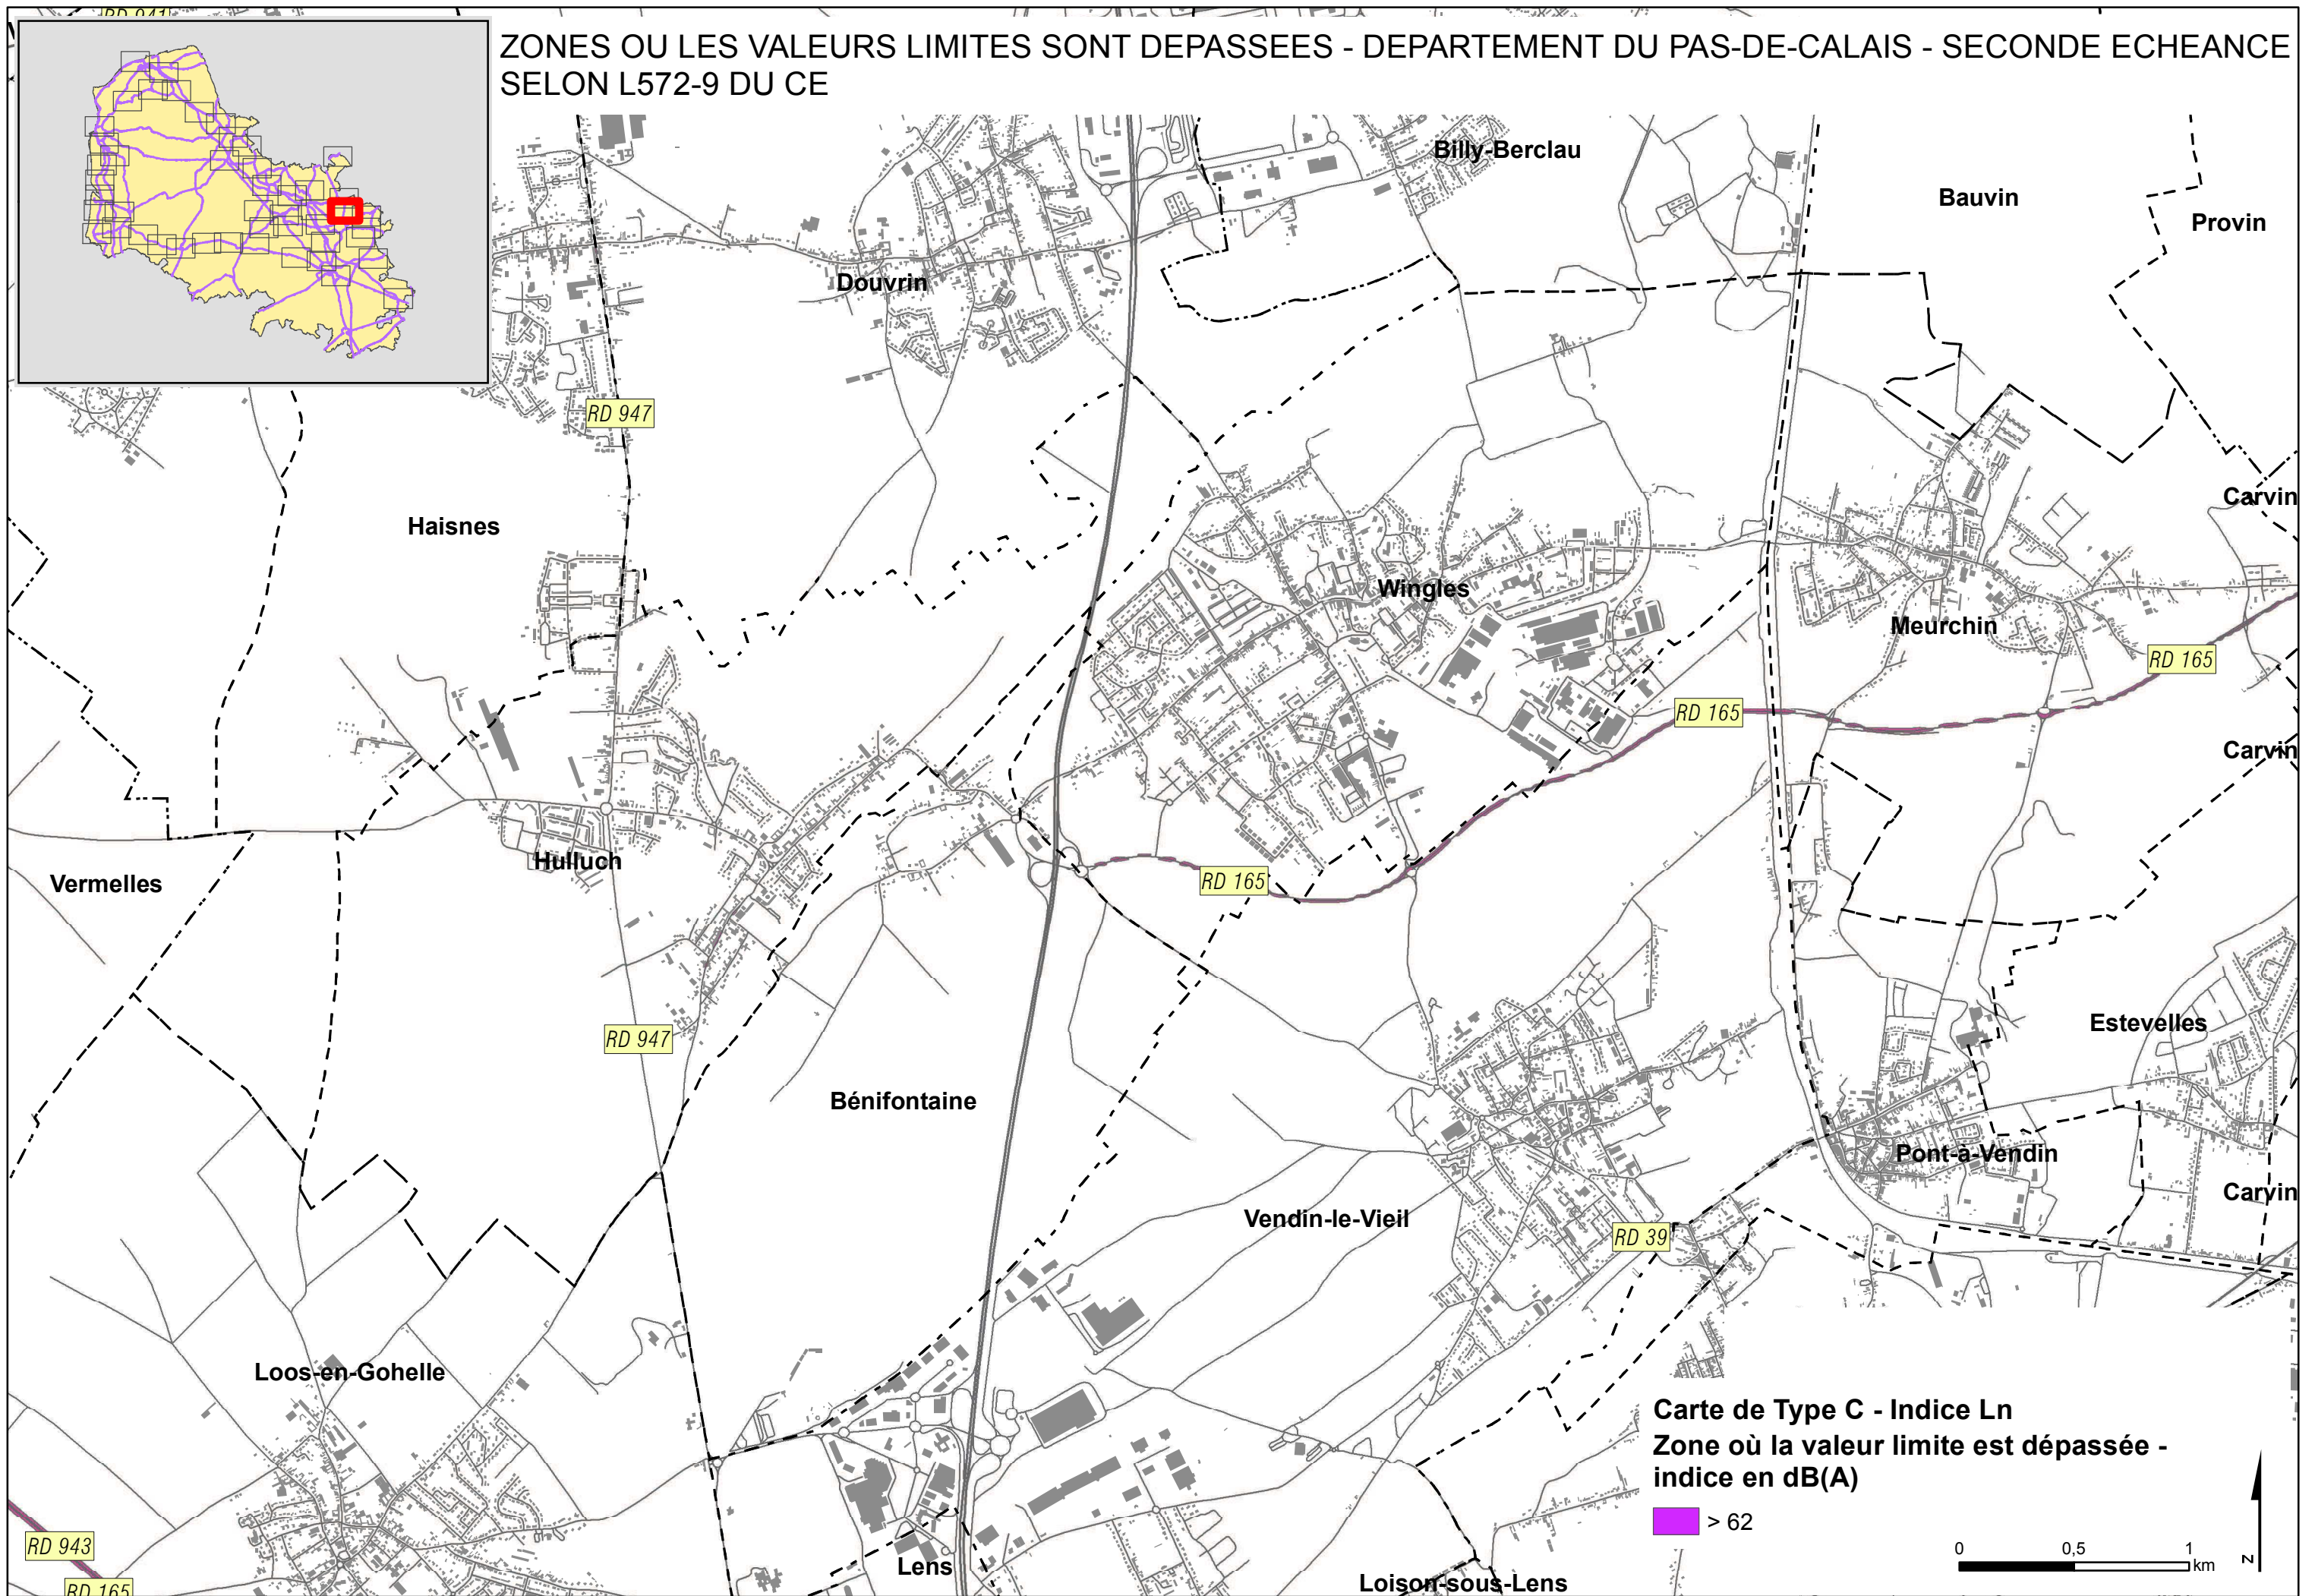 RD 941
ZONES OU LES VALEURS LIMITES SONT DEPASSEES - DEPARTEMENT DU PAS-DE-CALAIS - SECONDE ECHEANCE
SELON L572-9 DU CE
Billy-Berclau
Bauvin
Provin
Douvrin
RD 947
Carvin
Haisnes
Wingles
Meurchin
RD 165
RD 165
Carvin
Hulluch
RD 165
Vermelles
Estevelles
RD 947
Bénifontaine
Pont-à-Vendin
Carvin
Vendin-le-Vieil
RD 39
Loos-en-Gohelle
Carte de Type C - Indice Ln
Zone où la valeur limite est dépassée -
indice en dB(A)
> 62
RD 943
0 0,5 1
km
N
Lens
Loison-sous-Lens
RD 165